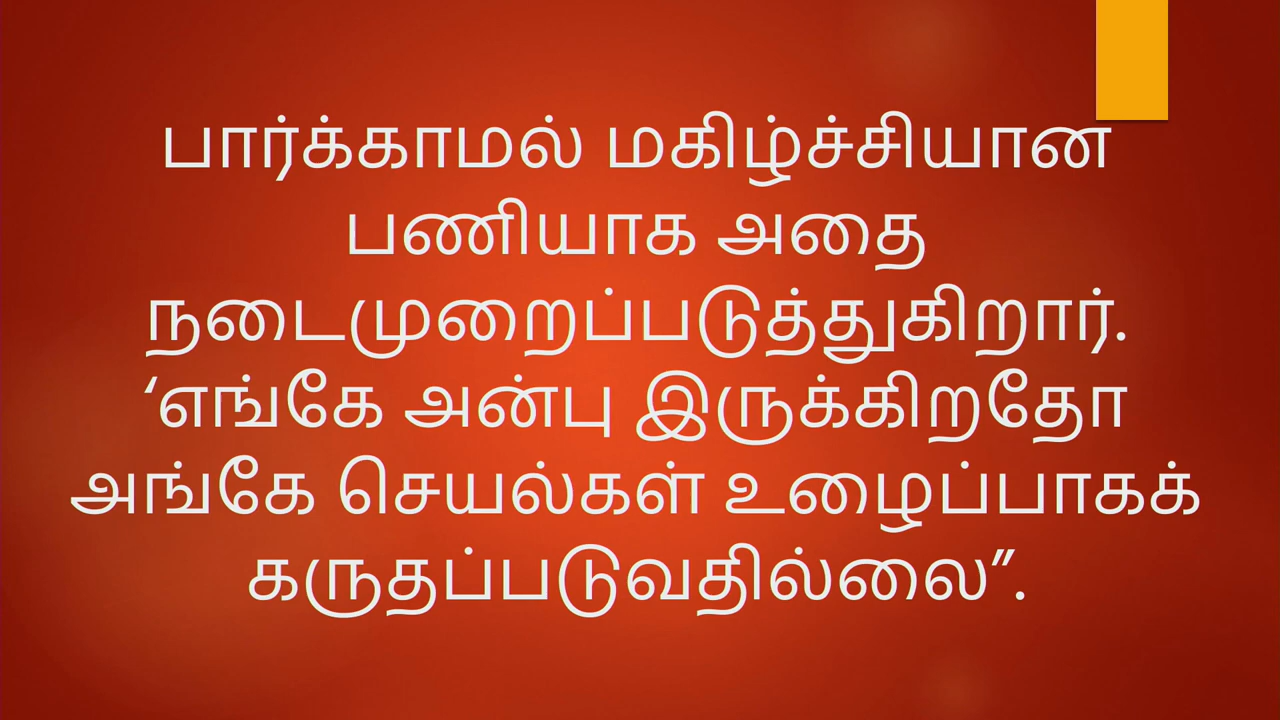 பார்க்காமல் மகிழ்ச்சியான
பணியாக அதை
நடைமுறைப்படுத்துகிறார்.
‘எங்கே அன்பு இருக்கிறதோ
அங்கே செயல்கள் உழைப்பாகக்
கருதப்படுவதில்லை”.